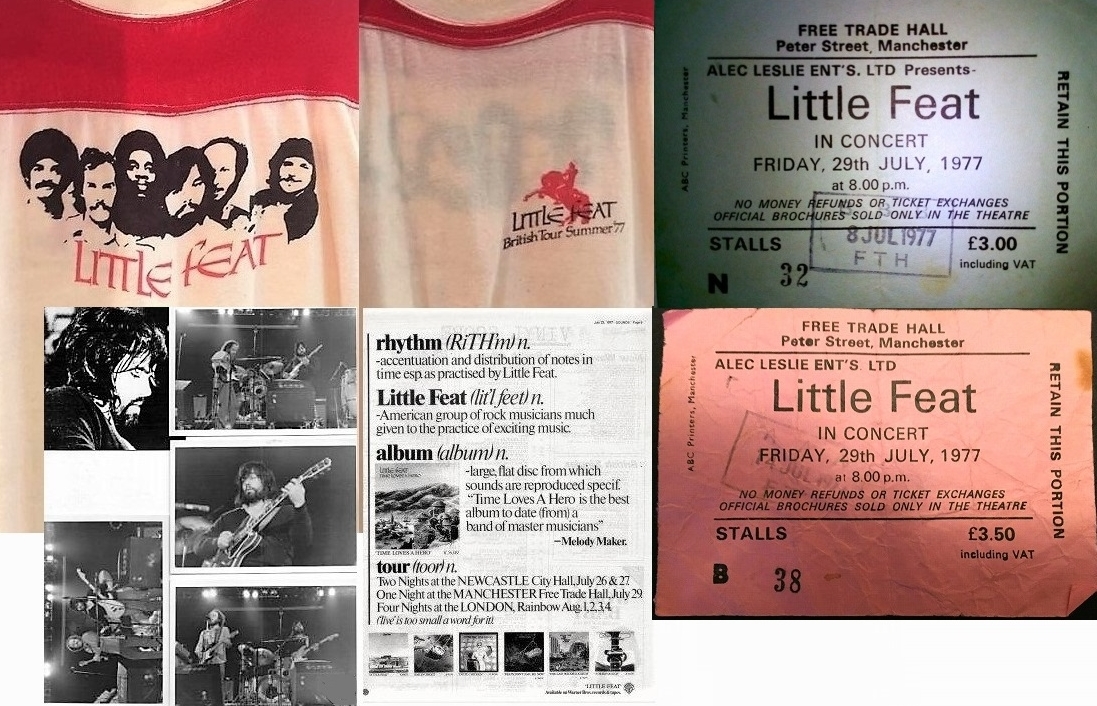 LITTLE FEAT
LITTLE FEAT
British Tour Summer '77
FREE TRADE HALL
Peter Street, Manchester
ALEC LESLIE ENT'S. LTD Presents-
Little Feat
IN CONCERT
FRIDAY, 29th JULY, 1977
at 8.00 p.m.
NO MONEY REFUNDS OR TICKET EXCHANGES
OFFICIAL BROCHURES SOLD ONLY IN THE THEATRE
STALLS £3.00
including VAT
N 32
8 JUL 1977
FTH
ABC Printers, Manchester
RETAIN THIS PORTION
rhythm (RiTH'm) n.
-accentuation and distribution of notes in
time esp. as practised by Little Feat.
Little Feat (lit'l feet) n.
-American group of rock musicians much
given to the practice of exciting music.
album (album) n.
-large, flat disc from which
sounds are reproduced specif.
"Time Loves A Hero is the best
album to date (from) a
band of master musicians"
-Melody Maker.
'TIME LOVES A HERO'
tour (toor) n.
Two Nights at the NEWCASTLE City Hall, July 26 & 27.
One Night at the MANCHESTER Free Trade Hall, July 29.
Four Nights at the LONDON, Rainbow Aug. 1,2,3,4.
('live' is too small a word for it).
'LITTLE FEAT'
Available on Warner Bros. records & tapes.
FREE TRADE HALL
Peter Street, Manchester
ALEC LESLIE ENT'S. LTD
Little Feat
IN CONCERT
FRIDAY, 29th JULY, 1977
at 8.00 p.m.
NO MONEY REFUNDS OR TICKET EXCHANGES
OFFICIAL BROCHURES SOLD ONLY IN THE THEATRE
STALLS £3.50
including VAT
B 38
ABC Printers, Manchester
RETAIN THIS PORTION